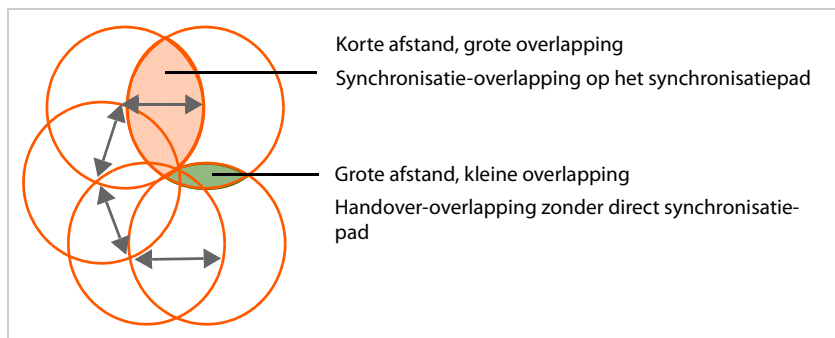 Korte afstand, grote overlapping
Synchronisatie-overlapping op het synchronisatiepad
Grote afstand, kleine overlapping
Handover-overlapping zonder direct synchronisatie-
pad